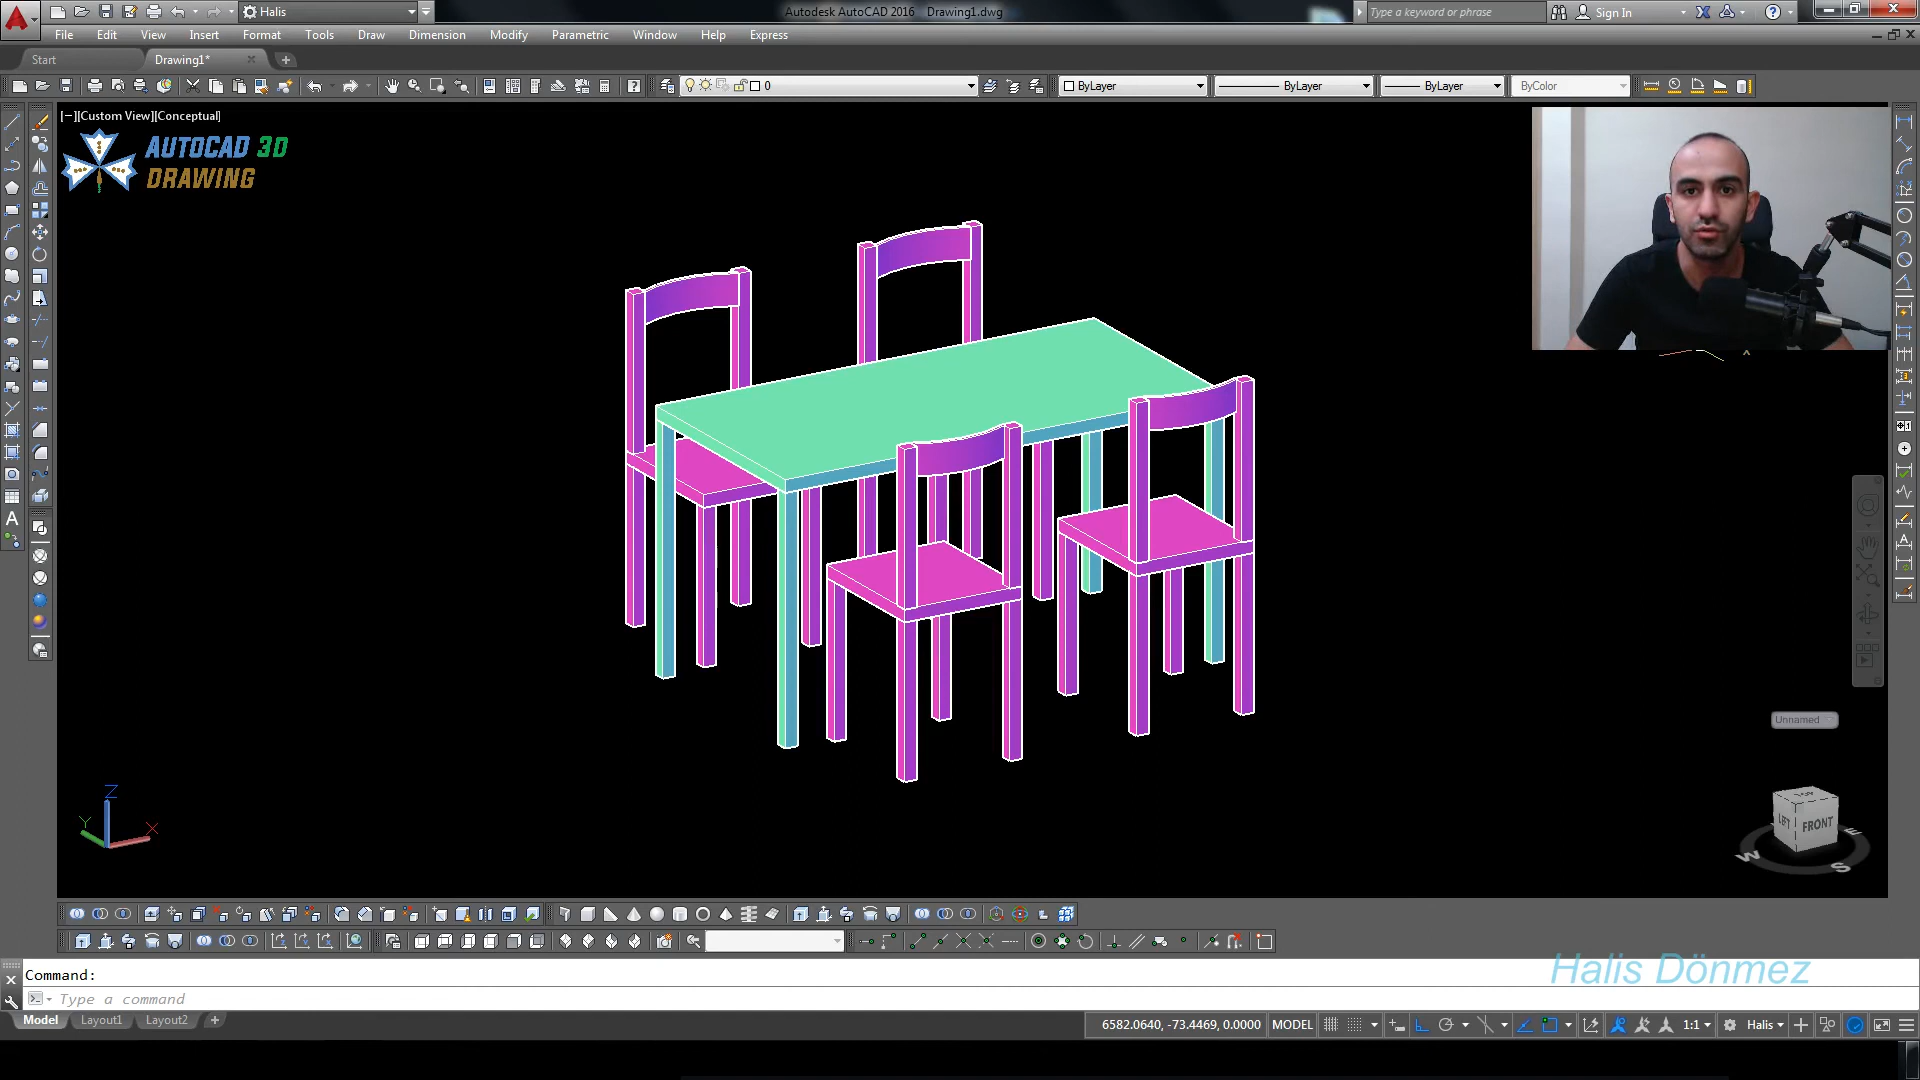 Halis
Autodesk AutoCAD 2016 Drawing1.dwg
Type a keyword or phrase
Sign In
File Edit View Insert Format Tools Draw Dimension Modify Parametric Window Help Express
Start
Drawing1*
0
ByLayer
ByLayer
ByLayer
ByColor
[−][Custom View][Conceptual]
AUTOCAD 3D
DRAWING
A
A
Unnamed
Z
Y
X
TOP
LEFT
FRONT
W
S
E
Command:
Type a command
Halis Dönmez
Model
Layout1
Layout2
6582.0640, -73.4469, 0.0000
MODEL
1:1
Halis